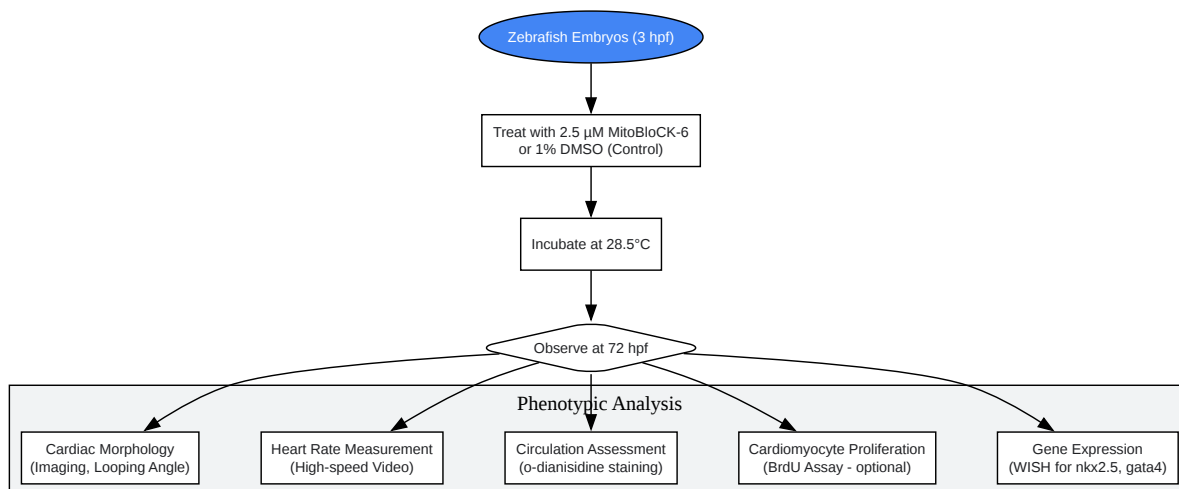 Zebrafish Embryos (3 hpf)
Treat with 2.5 µM MitoBloCK-6
or 1% DMSO (Control)
Incubate at 28.5°C
Observe at 72 hpf
Phenotypic Analysis
Cardiac Morphology
(Imaging, Looping Angle)
Heart Rate Measurement
(High-speed Video)
Circulation Assessment
(o-dianisidine staining)
Cardiomyocyte Proliferation
(BrdU Assay - optional)
Gene Expression
(WISH for nkx2.5, gata4)